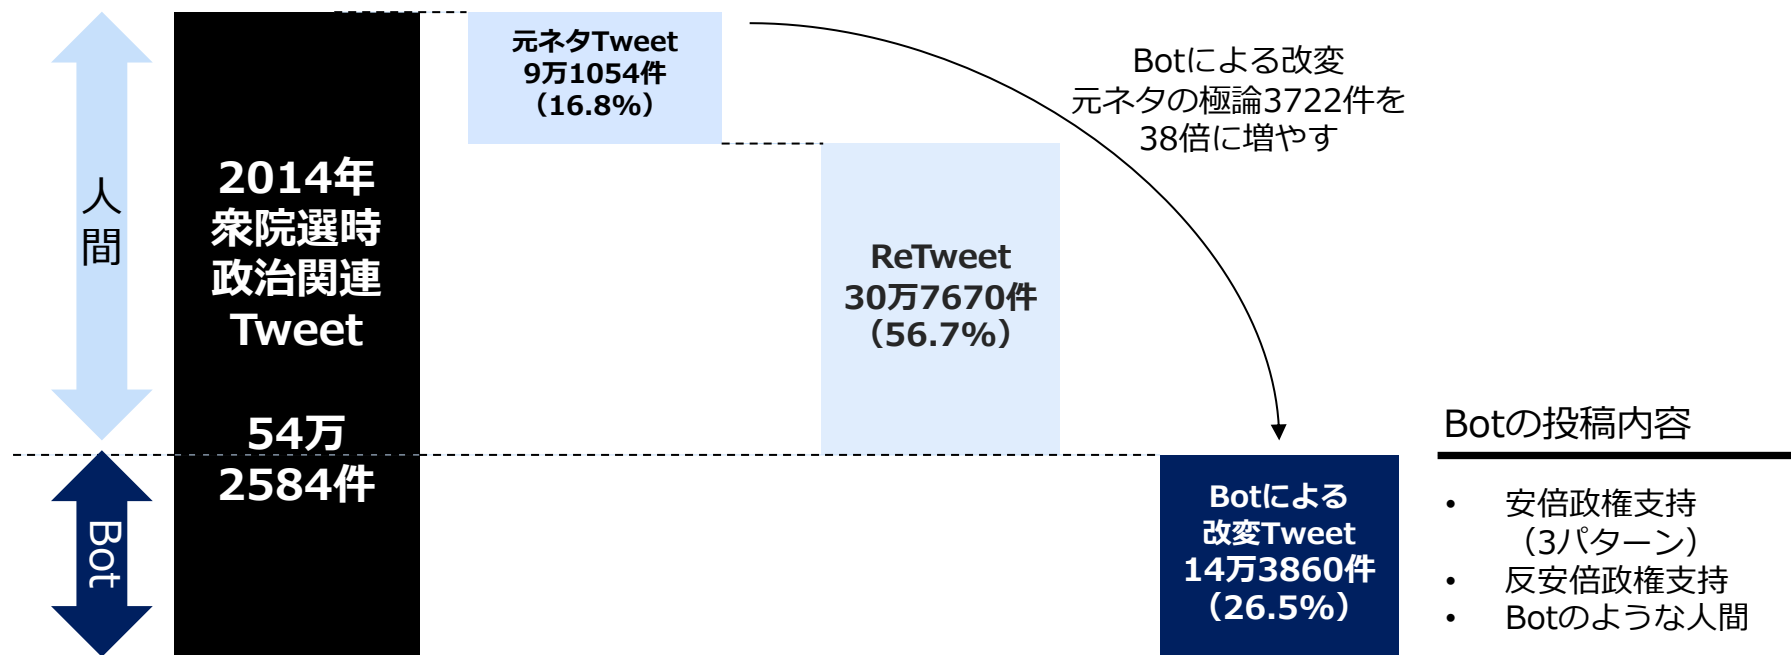 人
間
Bot
2014年
衆院選時
政治関連
Tweet
54万
2584件
元ネタTweet
9万1054件
（16.8%）
ReTweet
30万7670件
（56.7%）
Botによる改変
元ネタの極論3722件を
38倍に増やす
Botによる
改変Tweet
14万3860件
（26.5%）
Botの投稿内容
• 安倍政権支持
（3パターン）
• 反安倍政権支持
• Botのような人間